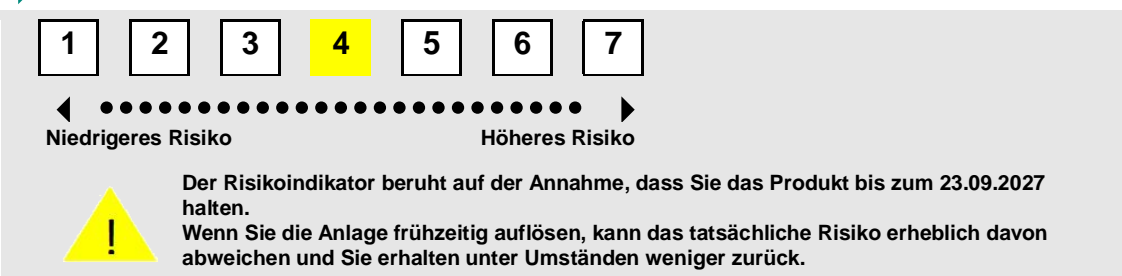 1 2 3 4 5 6 7
Niedrigeres Risiko Höheres Risiko
Der Risikoindikator beruht auf der Annahme, dass Sie das Produkt bis zum 23.09.2027
halten.
Wenn Sie die Anlage frühzeitig auflösen, kann das tatsächliche Risiko erheblich davon
abweichen und Sie erhalten unter Umständen weniger zurück.
!